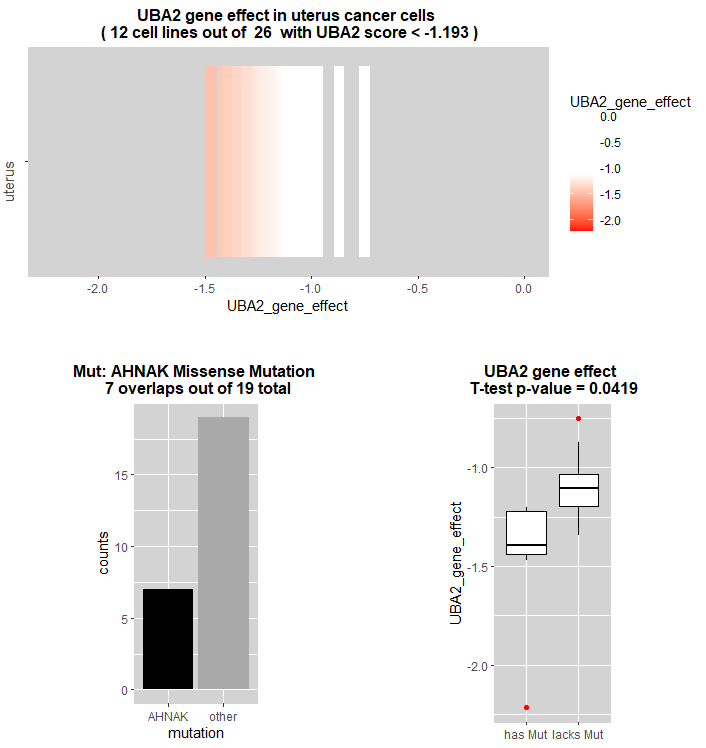 UBA2 gene effect in uterus cancer cells
( 12 cell lines out of 26 with UBA2 score < -1.193 )
uterus
-2.0 -1.5 -1.0 -0.5 0.0
UBA2_gene_effect
UBA2_gene_effect
0.0
-0.5
-1.0
-1.5
-2.0
Mut: AHNAK Missense Mutation
7 overlaps out of 19 total
counts
15
10
5
0
AHNAK other
mutation
UBA2 gene effect
T-test p-value = 0.0419
UBA2_gene_effect
-1.0
-1.5
-2.0
has Mut lacks Mut